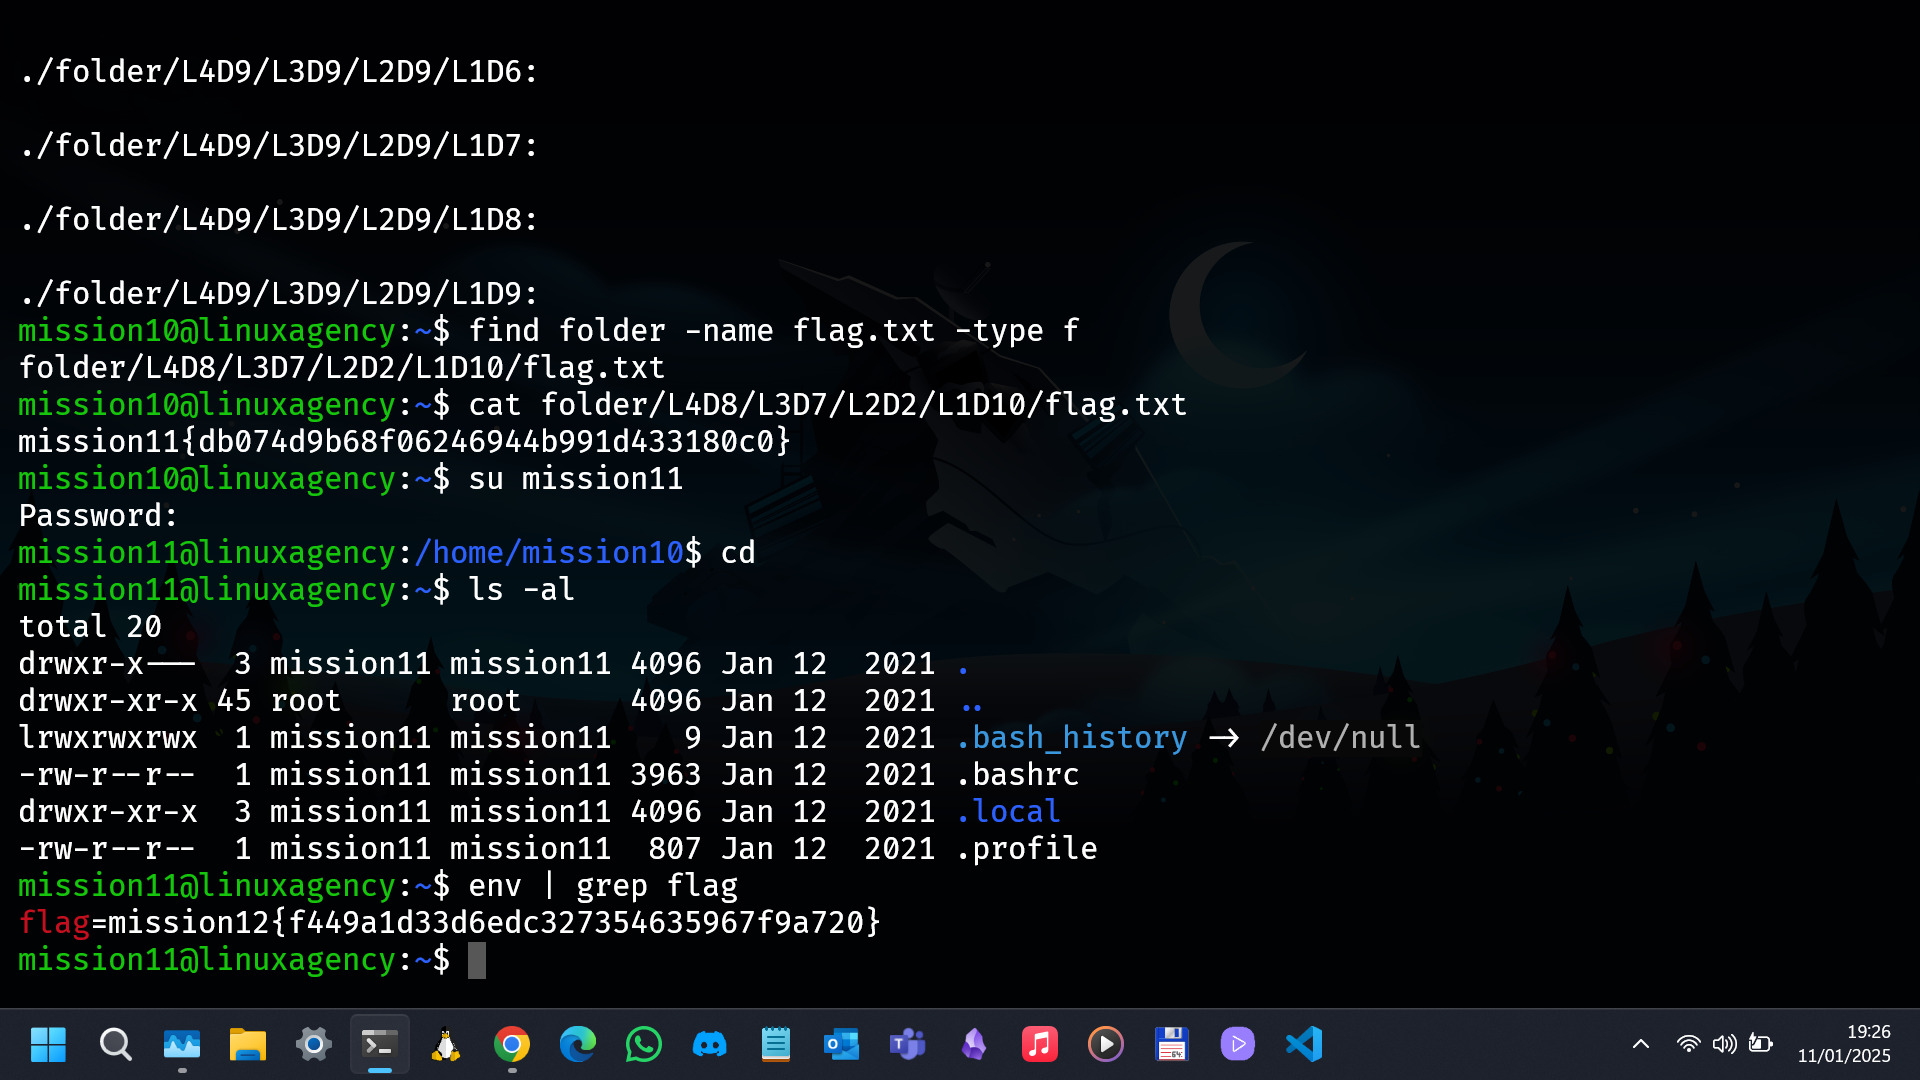 ./folder/L4D9/L3D9/L2D9/L1D6:
./folder/L4D9/L3D9/L2D9/L1D7:
./folder/L4D9/L3D9/L2D9/L1D8:
./folder/L4D9/L3D9/L2D9/L1D9:
mission10@linuxagency:~$ find folder -name flag.txt -type f
folder/L4D8/L3D7/L2D2/L1D10/flag.txt
mission10@linuxagency:~$ cat folder/L4D8/L3D7/L2D2/L1D10/flag.txt
mission11{db074d9b68f06246944b991d433180c0}
mission10@linuxagency:~$ su mission11
Password:
mission11@linuxagency:/home/mission10$ cd
mission11@linuxagency:~$ ls -al
total 20
drwxr-x---  3 mission11 mission11 4096 Jan 12  2021 .
drwxr-xr-x 45 root      root      4096 Jan 12  2021 ..
lrwxrwxrwx  1 mission11 mission11    9 Jan 12  2021 .bash_history -> /dev/null
-rw-r--r--  1 mission11 mission11 3963 Jan 12  2021 .bashrc
drwxr-xr-x  3 mission11 mission11 4096 Jan 12  2021 .local
-rw-r--r--  1 mission11 mission11  807 Jan 12  2021 .profile
mission11@linuxagency:~$ env | grep flag
flag=mission12{f449a1d33d6edc327354635967f9a720}
mission11@linuxagency:~$
19:26
11/01/2025